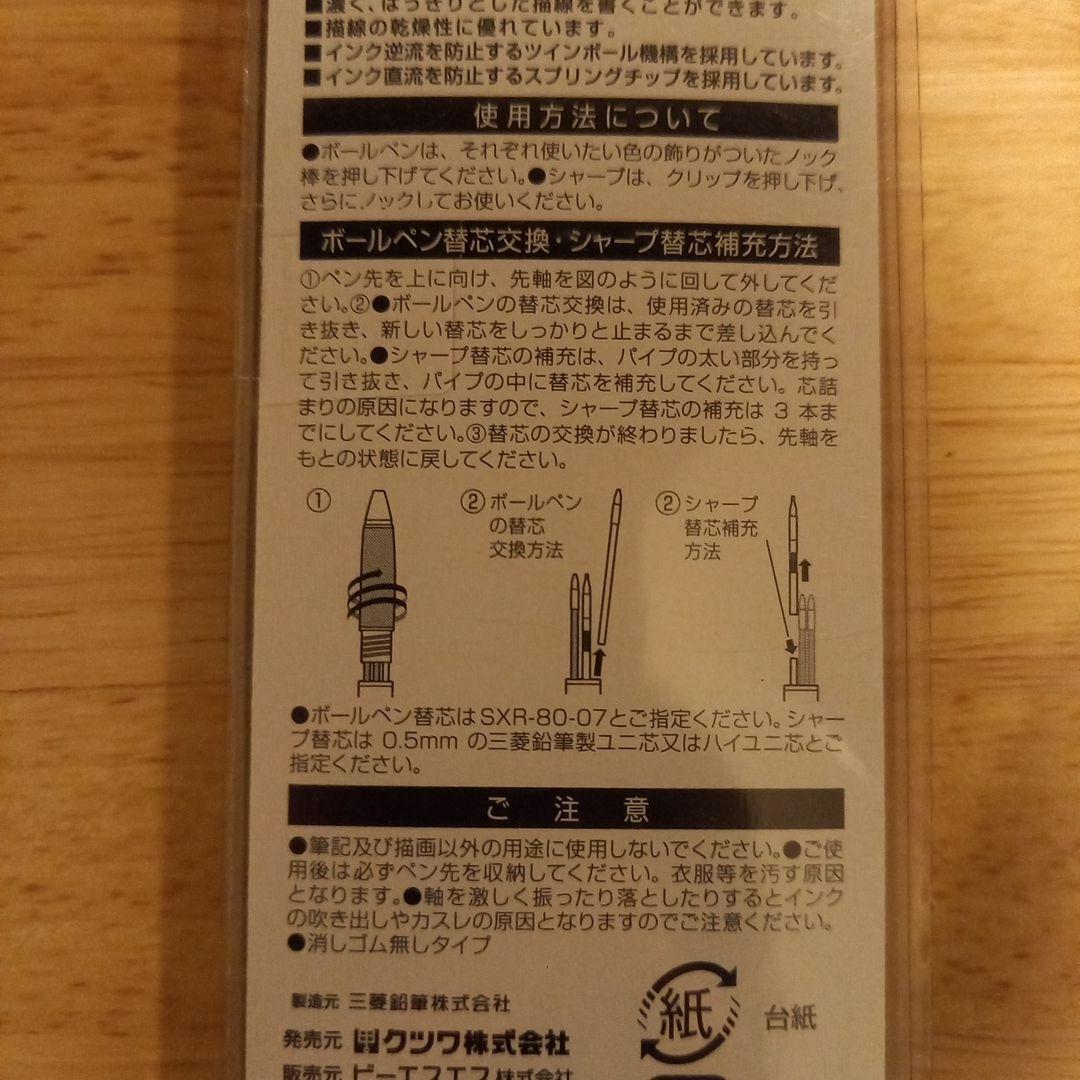 ■濃く、はっきりとした描線を書くことができます。
■描線の乾燥性に優れています。
■インク逆流を防止するツインボール機構を採用しています。
■インク直流を防止するスプリングチップを採用しています。
使用方法について
●ボールペンは、それぞれ使いたい色の飾りがついたノック
棒を押し下げてください。●シャープは、クリップを押し下げ、
さらに、ノックしてお使いください。
ボールペン替芯交換・シャープ替芯補充方法
①ペン先を上に向け、先軸を図のように回して外してくだ
さい。②●ボールペンの替芯交換は、使用済みの替芯を引
き抜き、新しい替芯をしっかりと止まるまで差し込んでく
ださい。●シャープ替芯の補充は、パイプの太い部分を持っ
て引き抜き、パイプの中に替芯を補充してください。芯詰
まりの原因になりますので、シャープ替芯の補充は 3 本ま
でにしてください。③替芯の交換が終わりましたら、先軸を
もとの状態に戻してください。
①
②ボールペン
の替芯
交換方法
②シャープ
替芯補充
方法
●ボールペン替芯はSXR-80-07とご指定ください。シャー
プ替芯は 0.5mm の三菱鉛筆製ユニ芯又はハイユニ芯とご
指定ください。
ご注意
●筆記及び描画以外の用途に使用しないでください。●ご使
用後は必ずペン先を収納してください。衣服等を汚す原因
となります。●軸を激しく振ったり落としたりするとインク
の吹き出しやカスレの原因となりますのでご注意ください。
●消しゴム無しタイプ
製造元 三菱鉛筆株式会社
発売元 クツワ株式会社
販売元 ビーエスエス株式会社
紙
台紙